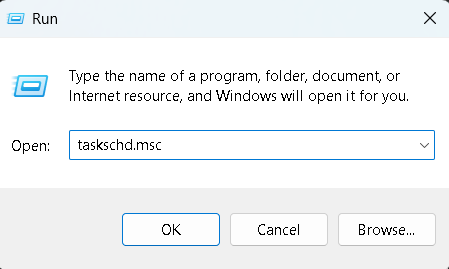 Run
Type the name of a program, folder, document, or
Internet resource, and Windows will open it for you.
Open: taskschd.msc
OK Cancel Browse...